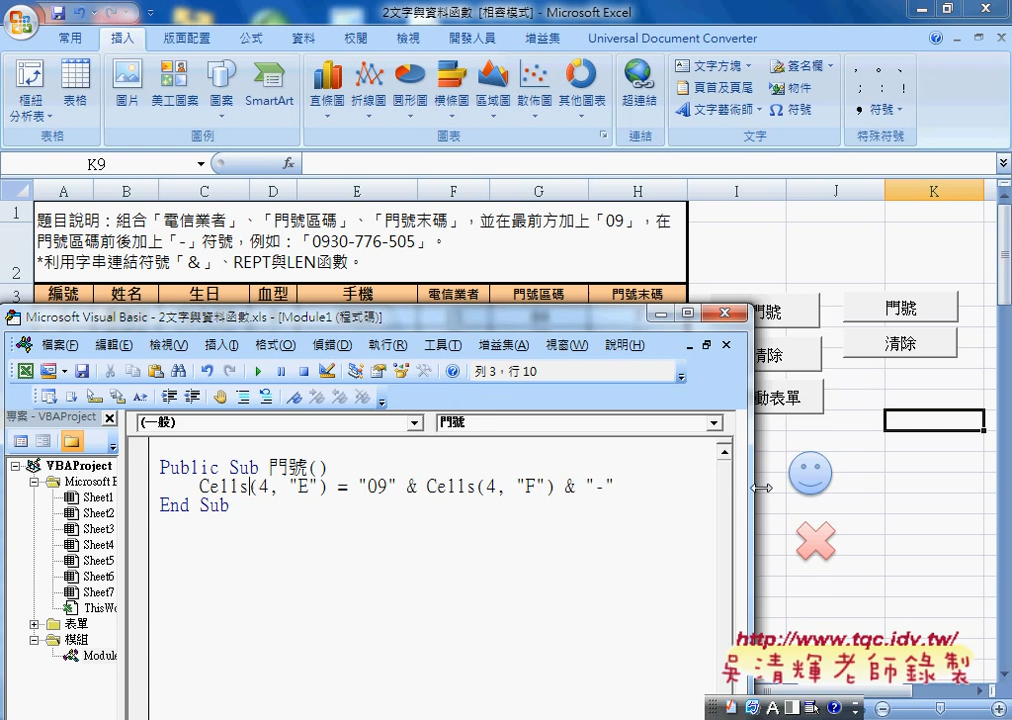 2文字與資料函數 [相容模式] - Microsoft Excel
常用 插入 版面配置 公式 資料 校閱 檢視 開發人員 增益集 Universal Document Converter
樞紐分析表 表格 圖片 美工圖案 圖案 SmartArt 直條圖 折線圖 圓形圖 橫條圖 區域圖 散佈圖 其他圖表 超連結 文字方塊 頁首及頁尾 文字藝術師 簽名欄 物件 Ω 符號 , 。 、 ; : ! 符號
表格 圖例 圖表 連結 文字 特殊符號
K9 fx
A B C D E F G H I J K
1 題目說明：組合「電信業者」、「門號區碼」、「門號末碼」，並在最前方加上「09」，在
門號區碼前後加上「-」符號，例如：「0930-776-505」。
2 *利用字串連結符號「&」、REPT與LEN函數。
3 編號 姓名 生日 血型 手機 電信業者 門號區碼 門號末碼
門號 門號
清除 清除
動表單
Microsoft Visual Basic - 2文字與資料函數.xls - [Module1 (程式碼)]
檔案(F) 編輯(E) 檢視(V) 插入(I) 格式(O) 偵錯(D) 執行(R) 工具(T) 增益集(A) 視窗(W) 說明(H)
列 3，行 10
專案 - VBAProject
(一般) 門號
VBAProject
Microsoft E
Sheet1
Sheet2
Sheet3
Sheet4
Sheet5
Sheet6
Sheet7
ThisWo
表單
模組
Module
Public Sub 門號()
Cells(4, "E") = "09" & Cells(4, "F") & "-"
End Sub
http://www.tqc.idv.tw/
吳清輝老師錄製